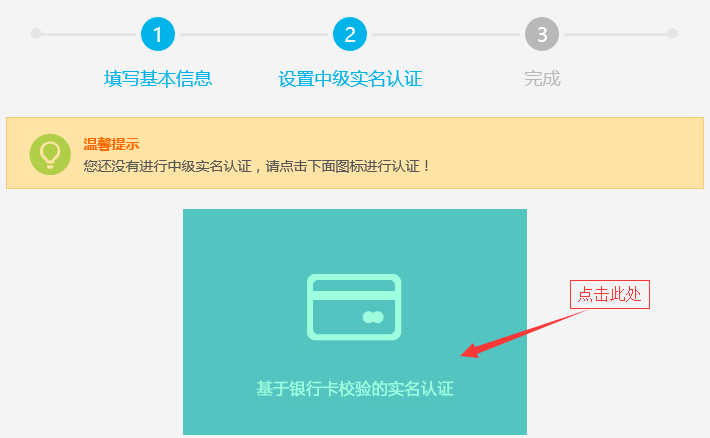 1
2
3
填写基本信息
设置中级实名认证
完成
温馨提示
您还没有进行中级实名认证，请点击下面图标进行认证！
点击此处
基于银行卡校验的实名认证